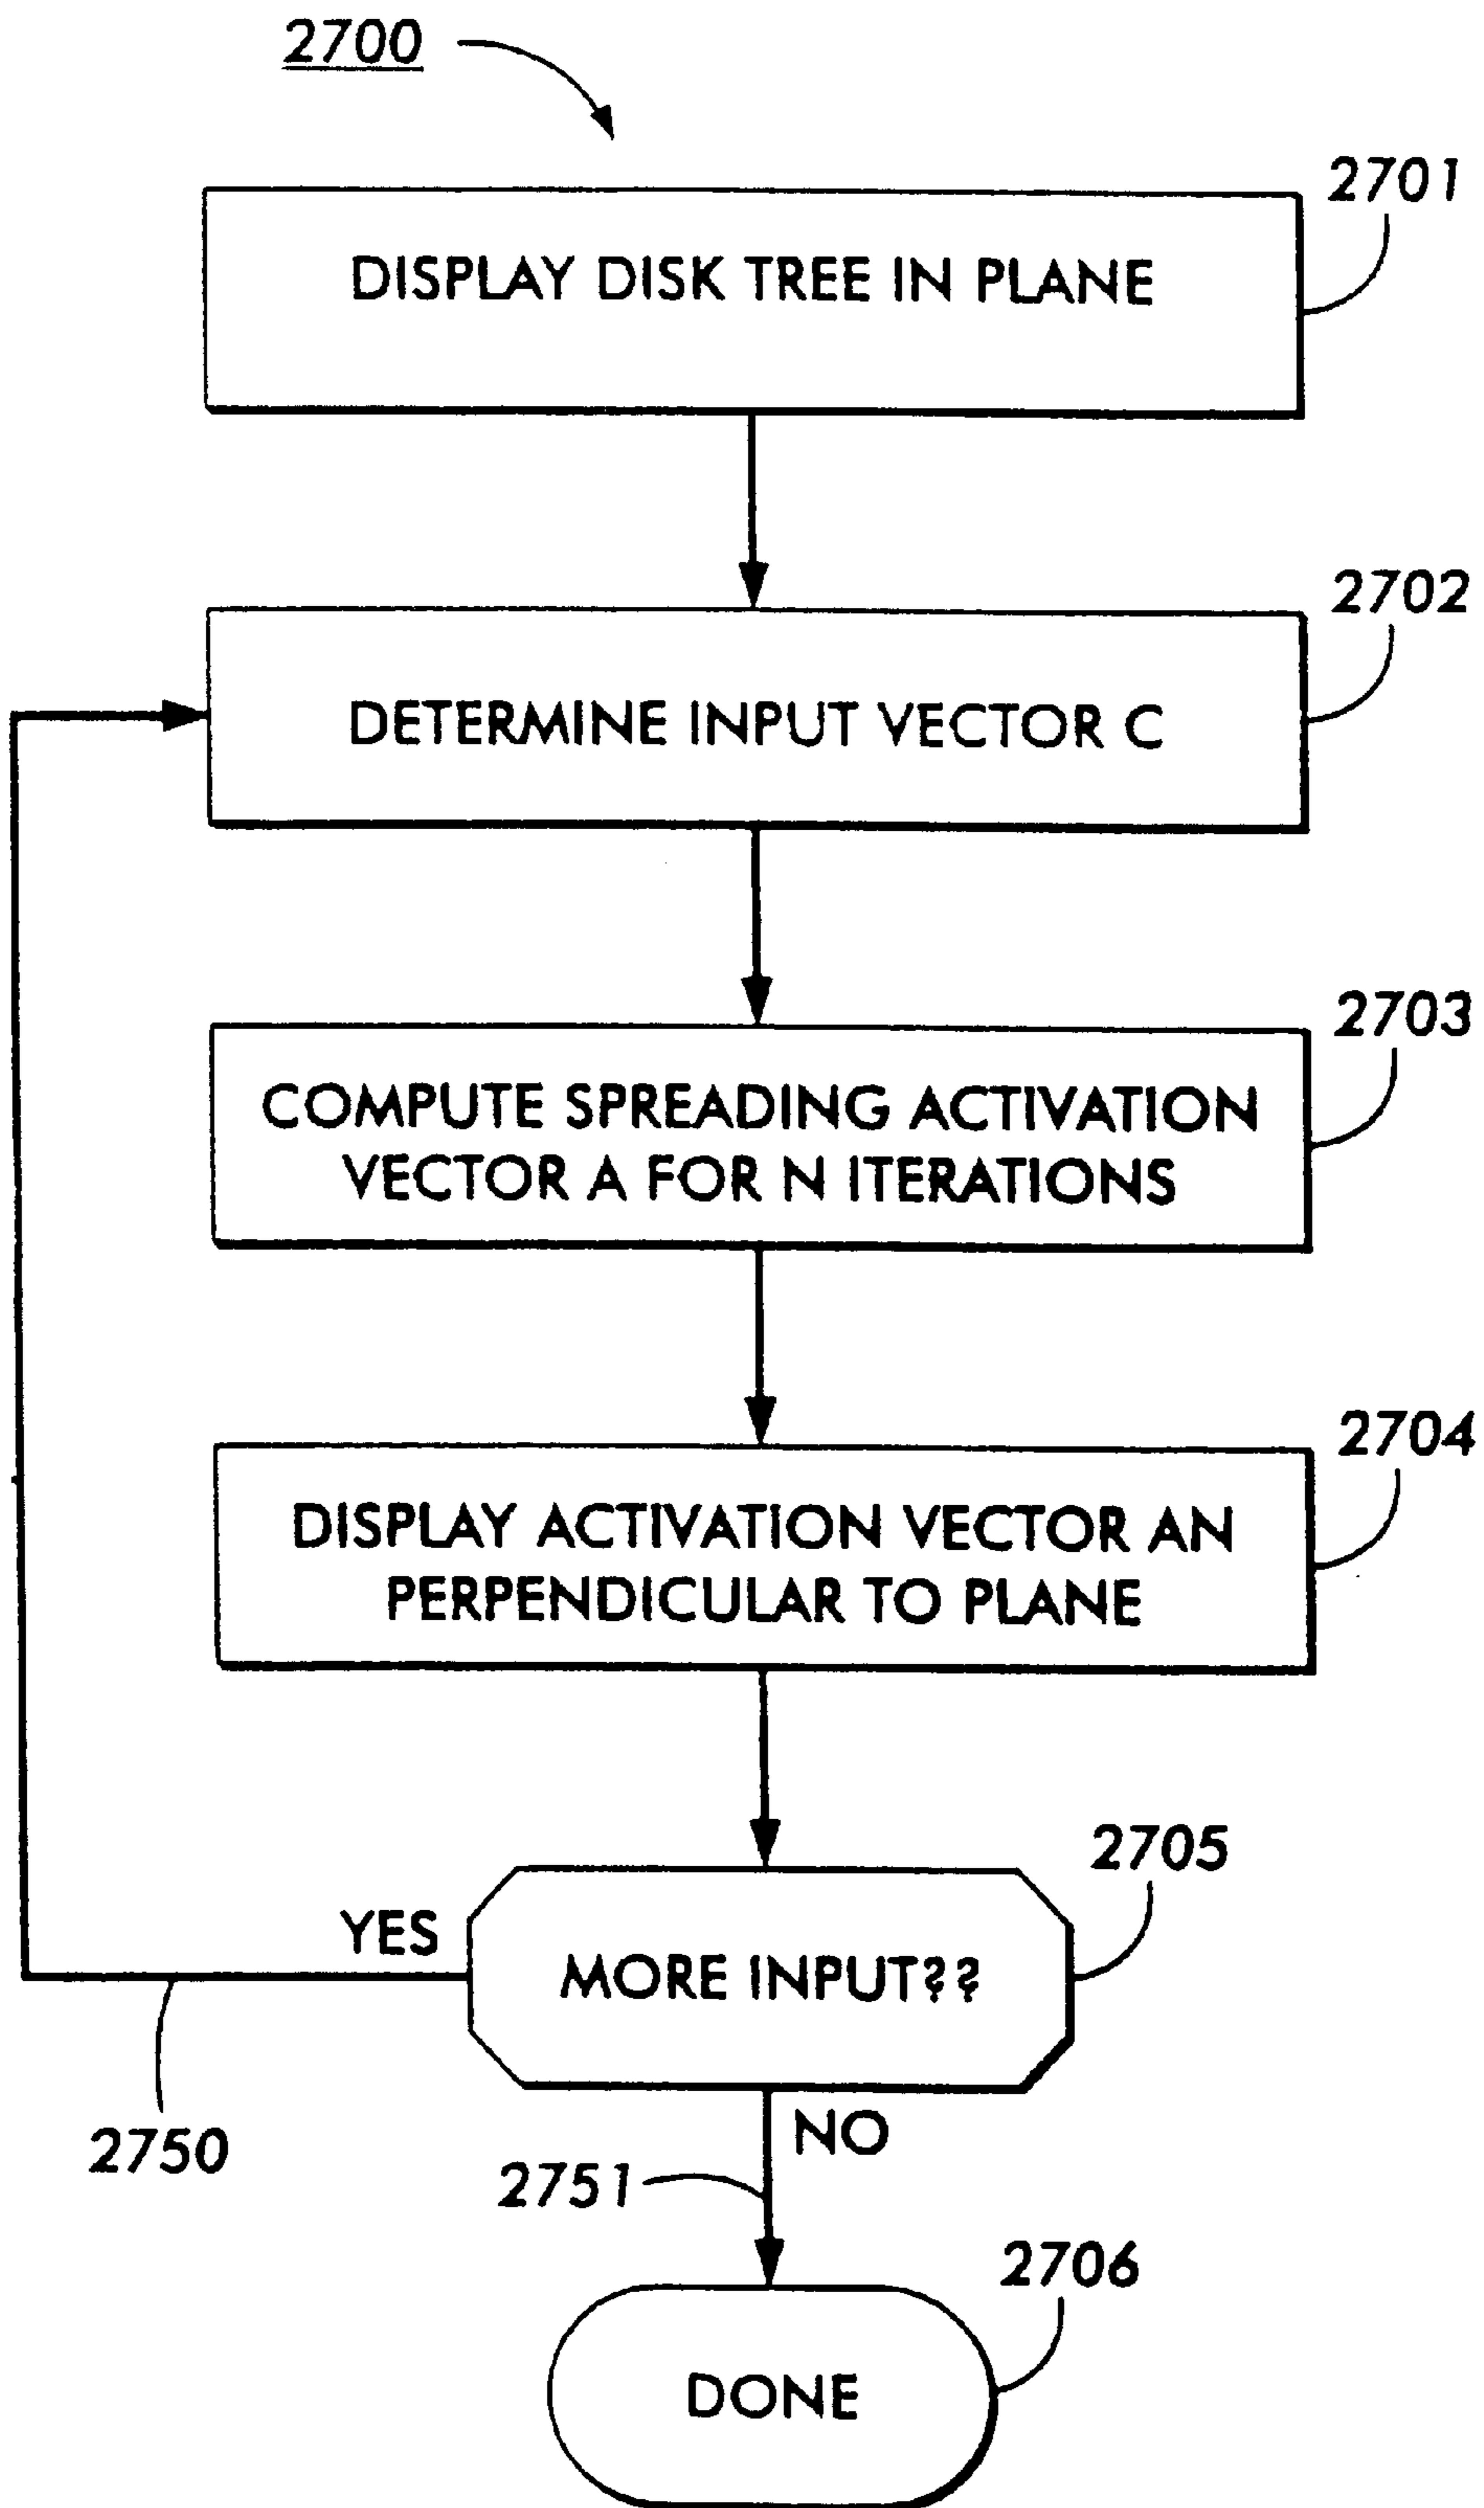 2700
2701
DISPLAY DISK TREE IN PLANE
2702
DETERMINE INPUT VECTOR C
2703
COMPUTE SPREADING ACTIVATION
VECTOR A FOR N ITERATIONS
2704
DISPLAY ACTIVATION VECTOR AN
PERPENDICULAR TO PLANE
2705
YES
MORE INPUT??
NO
2750
2751
2706
DONE